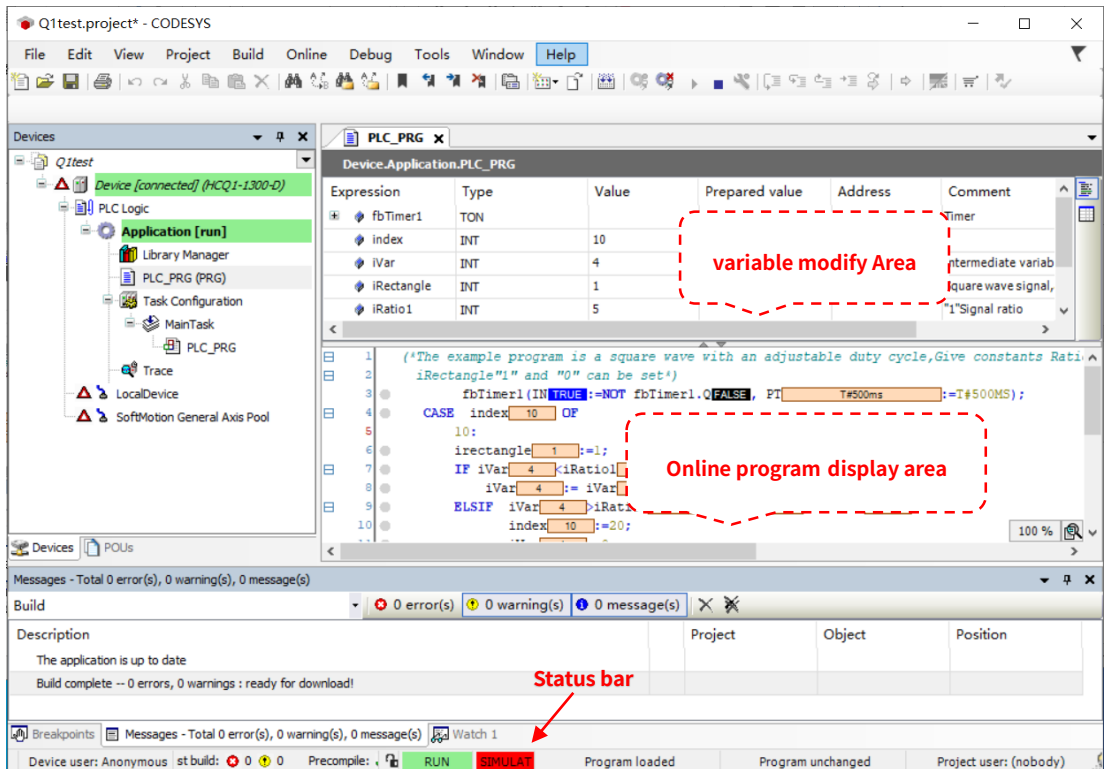 Q1test.project* - CODESYS
File Edit View Project Build Online Debug Tools Window Help
Devices
Q1test
Device [connected] (HCQ1-1300-D)
PLC Logic
Application [run]
Library Manager
PLC_PRG (PRG)
Task Configuration
MainTask
PLC_PRG
Trace
LocalDevice
SoftMotion General Axis Pool
Devices POUs
PLC_PRG
Device.Application.PLC_PRG
Expression Type Value Prepared value Address Comment
fbTimer1 TON Timer
index INT 10
iVar INT 4 ntermediate variab
iRectangle INT 1 quare wave signal,
iRatio1 INT 5 "1"Signal ratio
variable modify Area
1 (*The example program is a square wave with an adjustable duty cycle,Give constants Rati
2 iRectangle"1" and "0" can be set*)
3 fbTimer1(IN TRUE :=NOT fbTimer1.Q FALSE , PT T#500ms :=T#500MS);
4 CASE index 10 OF
5 10:
6 irectangle 1 :=1;
7 IF iVar 4 <iRatio1
8 iVar 4 := iVar
9 ELSIF iVar 4 >iRati
10 index 10 :=20;
Online program display area
100 %
Messages - Total 0 error(s), 0 warning(s), 0 message(s)
Build 0 error(s) 0 warning(s) 0 message(s)
Description Project Object Position
The application is up to date
Build complete -- 0 errors, 0 warnings : ready for download!
Status bar
Breakpoints Messages - Total 0 error(s), 0 warning(s), 0 message(s) Watch 1
Device user: Anonymous st build: 0 0 Precompile: RUN SIMULAT Program loaded Program unchanged Project user: (nobody)